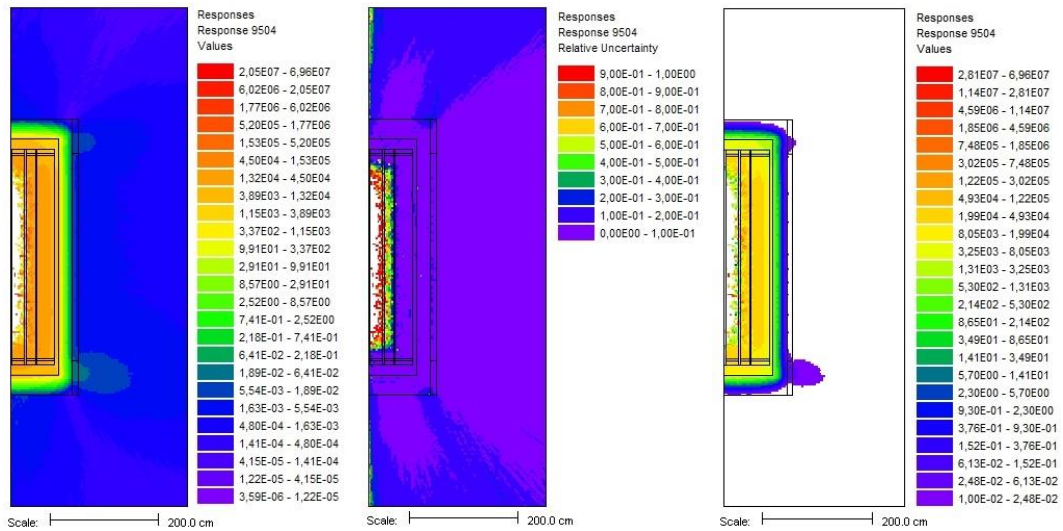 Responses
Response 9504
Values
2,05E07 - 6,96E07
6,02E06 - 2,05E07
1,77E06 - 6,02E06
5,20E05 - 1,77E06
1,53E05 - 5,20E05
4,50E04 - 1,53E05
1,32E04 - 4,50E04
3,89E03 - 1,32E04
1,15E03 - 3,89E03
3,37E02 - 1,15E03
9,91E01 - 3,37E02
2,91E01 - 9,91E01
8,57E00 - 2,91E01
2,52E00 - 8,57E00
7,41E-01 - 2,52E00
2,18E-01 - 7,41E-01
6,41E-02 - 2,18E-01
1,89E-02 - 6,41E-02
5,54E-03 - 1,89E-02
1,63E-03 - 5,54E-03
4,80E-04 - 1,63E-03
1,41E-04 - 4,80E-04
4,15E-05 - 1,41E-04
1,22E-05 - 4,15E-05
3,59E-06 - 1,22E-05
Scale: 200.0 cm
Responses
Response 9504
Relative Uncertainty
9,00E-01 - 1,00E00
8,00E-01 - 9,00E-01
7,00E-01 - 8,00E-01
6,00E-01 - 7,00E-01
5,00E-01 - 6,00E-01
4,00E-01 - 5,00E-01
3,00E-01 - 4,00E-01
2,00E-01 - 3,00E-01
1,00E-01 - 2,00E-01
0,00E00 - 1,00E-01
Scale: 200.0 cm
Responses
Response 9504
Values
2,81E07 - 6,96E07
1,14E07 - 2,81E07
4,59E06 - 1,14E07
1,85E06 - 4,59E06
7,48E05 - 1,85E06
3,02E05 - 7,48E05
1,22E05 - 3,02E05
4,93E04 - 1,22E05
1,99E04 - 4,93E04
8,05E03 - 1,99E04
3,25E03 - 8,05E03
1,31E03 - 3,25E03
5,30E02 - 1,31E03
2,14E02 - 5,30E02
8,65E01 - 2,14E02
3,49E01 - 8,65E01
1,41E01 - 3,49E01
5,70E00 - 1,41E01
2,30E00 - 5,70E00
9,30E-01 - 2,30E00
3,76E-01 - 9,30E-01
1,52E-01 - 3,76E-01
6,13E-02 - 1,52E-01
2,48E-02 - 6,13E-02
1,00E-02 - 2,48E-02
Scale: 200.0 cm